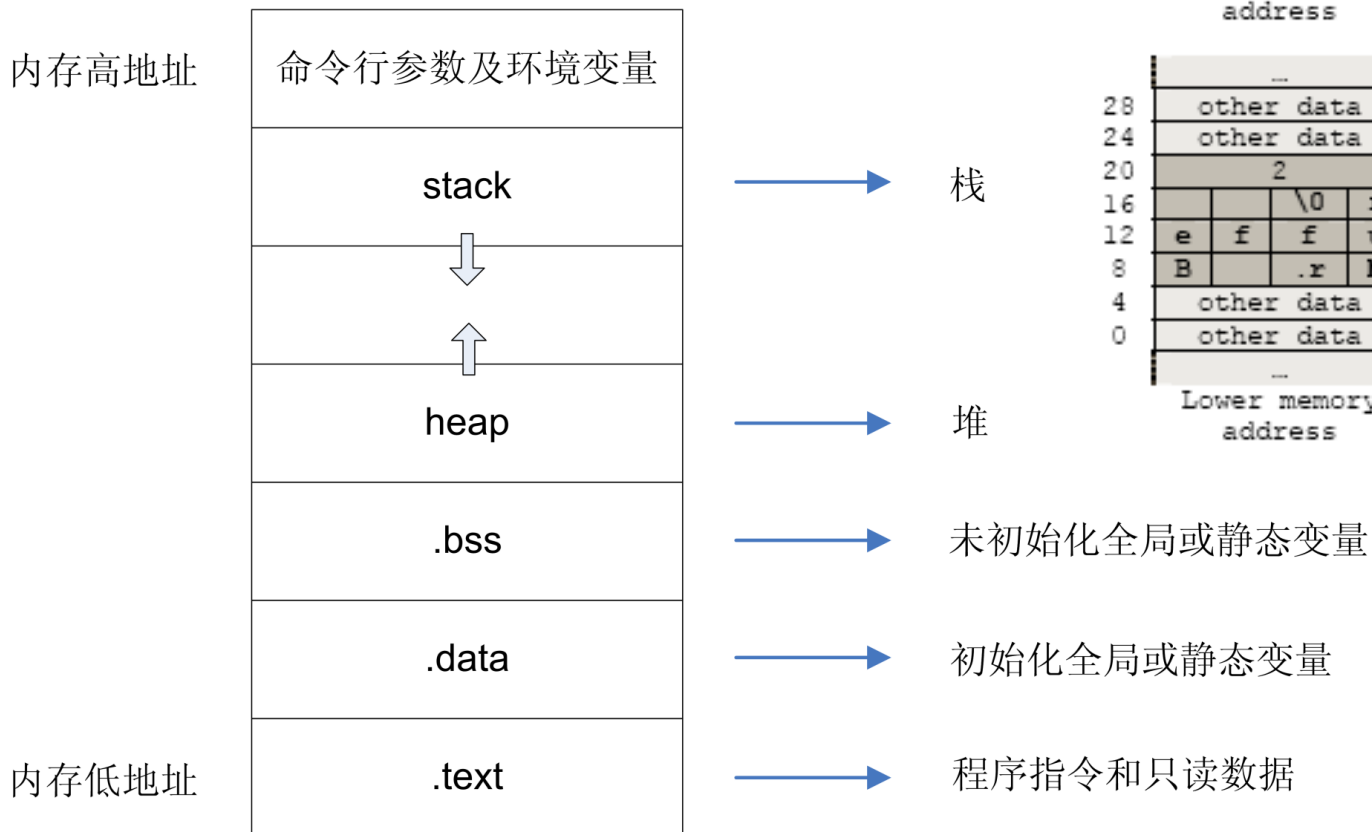 内存高地址
命令行参数及环境变量
stack
栈
heap
堆
.bss
未初始化全局或静态变量
.data
初始化全局或静态变量
内存低地址
.text
程序指令和只读数据
address
...
28 other data
24 other data
20 2
16 \0
12 e f f
8 B .r
4 other data
0 other data
...
Lower memory
address